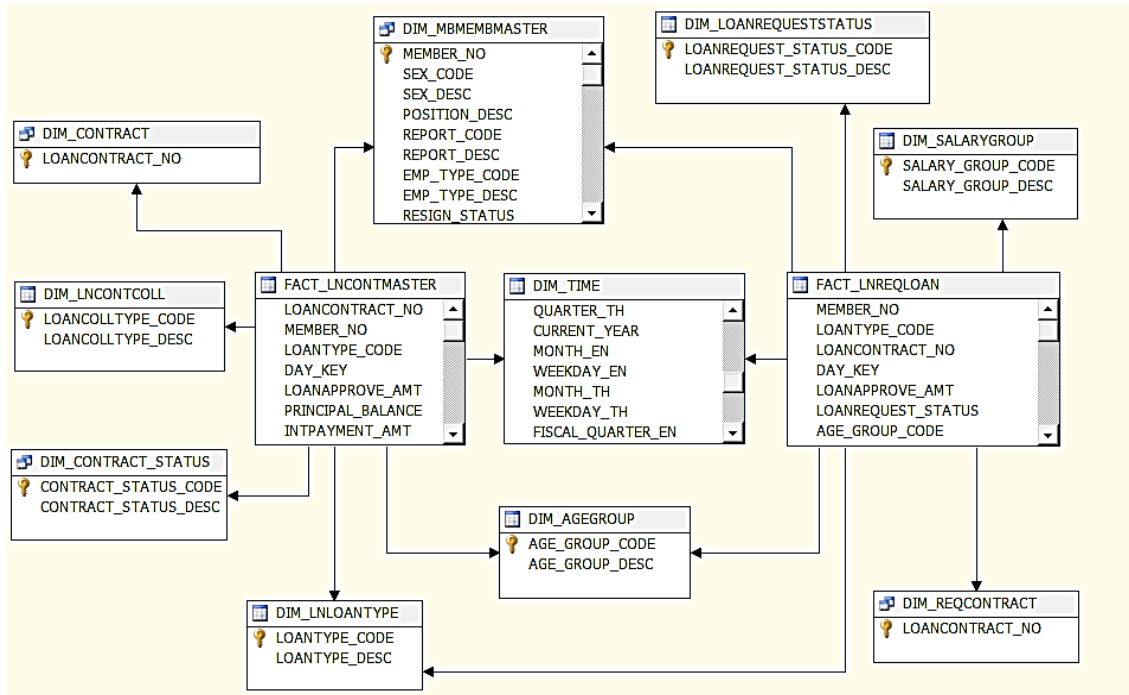 DIM_MBMEMBMASTER
MEMBER_NO
SEX_CODE
SEX_DESC
POSITION_DESC
REPORT_CODE
REPORT_DESC
EMP_TYPE_CODE
EMP_TYPE_DESC
RESIGN_STATUS
DIM_LOANREQUESTSTATUS
LOANREQUEST_STATUS_CODE
LOANREQUEST_STATUS_DESC
DIM_CONTRACT
LOANCONTRACT_NO
DIM_SALARYGROUP
SALARY_GROUP_CODE
SALARY_GROUP_DESC
DIM_LNCONTCOLL
LOANCOLLTYPE_CODE
LOANCOLLTYPE_DESC
FACT_LNCONTMASTER
LOANCONTRACT_NO
MEMBER_NO
LOANTYPE_CODE
DAY_KEY
LOANAPPROVE_AMT
PRINCIPAL_BALANCE
INTPAYMENT_AMT
DIM_TIME
QUARTER_TH
CURRENT_YEAR
MONTH_EN
WEEKDAY_EN
MONTH_TH
WEEKDAY_TH
FISCAL_QUARTER_EN
FACT_LNREQLOAN
MEMBER_NO
LOANTYPE_CODE
LOANCONTRACT_NO
DAY_KEY
LOANAPPROVE_AMT
LOANREQUEST_STATUS
AGE_GROUP_CODE
DIM_CONTRACT_STATUS
CONTRACT_STATUS_CODE
CONTRACT_STATUS_DESC
DIM_AGEGROUP
AGE_GROUP_CODE
AGE_GROUP_DESC
DIM_LNLOANTYPE
LOANTYPE_CODE
LOANTYPE_DESC
DIM_REQCONTRACT
LOANCONTRACT_NO